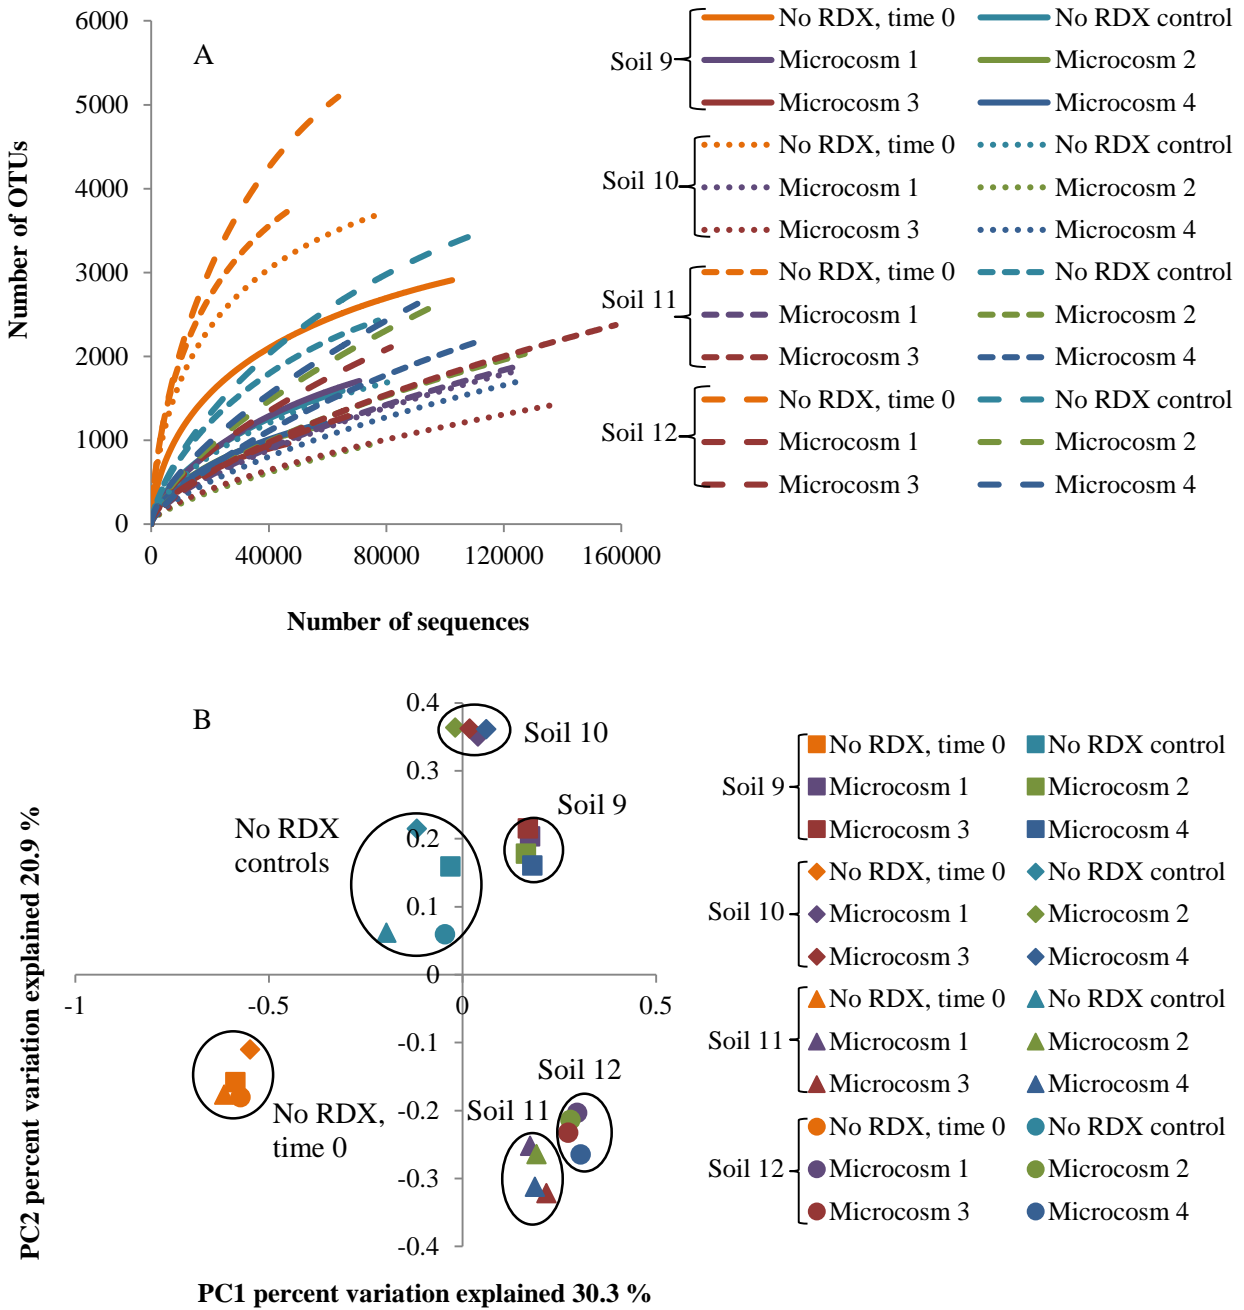 A
Number of OTUs
6000
5000
4000
3000
2000
1000
0
0 40000 80000 120000 160000
Number of sequences
Soil 9
No RDX, time 0 No RDX control
Microcosm 1 Microcosm 2
Microcosm 3 Microcosm 4
Soil 10
No RDX, time 0 No RDX control
Microcosm 1 Microcosm 2
Microcosm 3 Microcosm 4
Soil 11
No RDX, time 0 No RDX control
Microcosm 1 Microcosm 2
Microcosm 3 Microcosm 4
Soil 12
No RDX, time 0 No RDX control
Microcosm 1 Microcosm 2
Microcosm 3 Microcosm 4
B
PC2 percent variation explained 20.9 %
0.4
0.3
0.2
0.1
0
-0.1
-0.2
-0.3
-0.4
-1 -0.5 0 0.5
Soil 10
Soil 9
No RDX
controls
No RDX,
time 0
Soil 12
Soil 11
PC1 percent variation explained 30.3 %
Soil 9
No RDX, time 0 No RDX control
Microcosm 1 Microcosm 2
Microcosm 3 Microcosm 4
Soil 10
No RDX, time 0 No RDX control
Microcosm 1 Microcosm 2
Microcosm 3 Microcosm 4
Soil 11
No RDX, time 0 No RDX control
Microcosm 1 Microcosm 2
Microcosm 3 Microcosm 4
Soil 12
No RDX, time 0 No RDX control
Microcosm 1 Microcosm 2
Microcosm 3 Microcosm 4